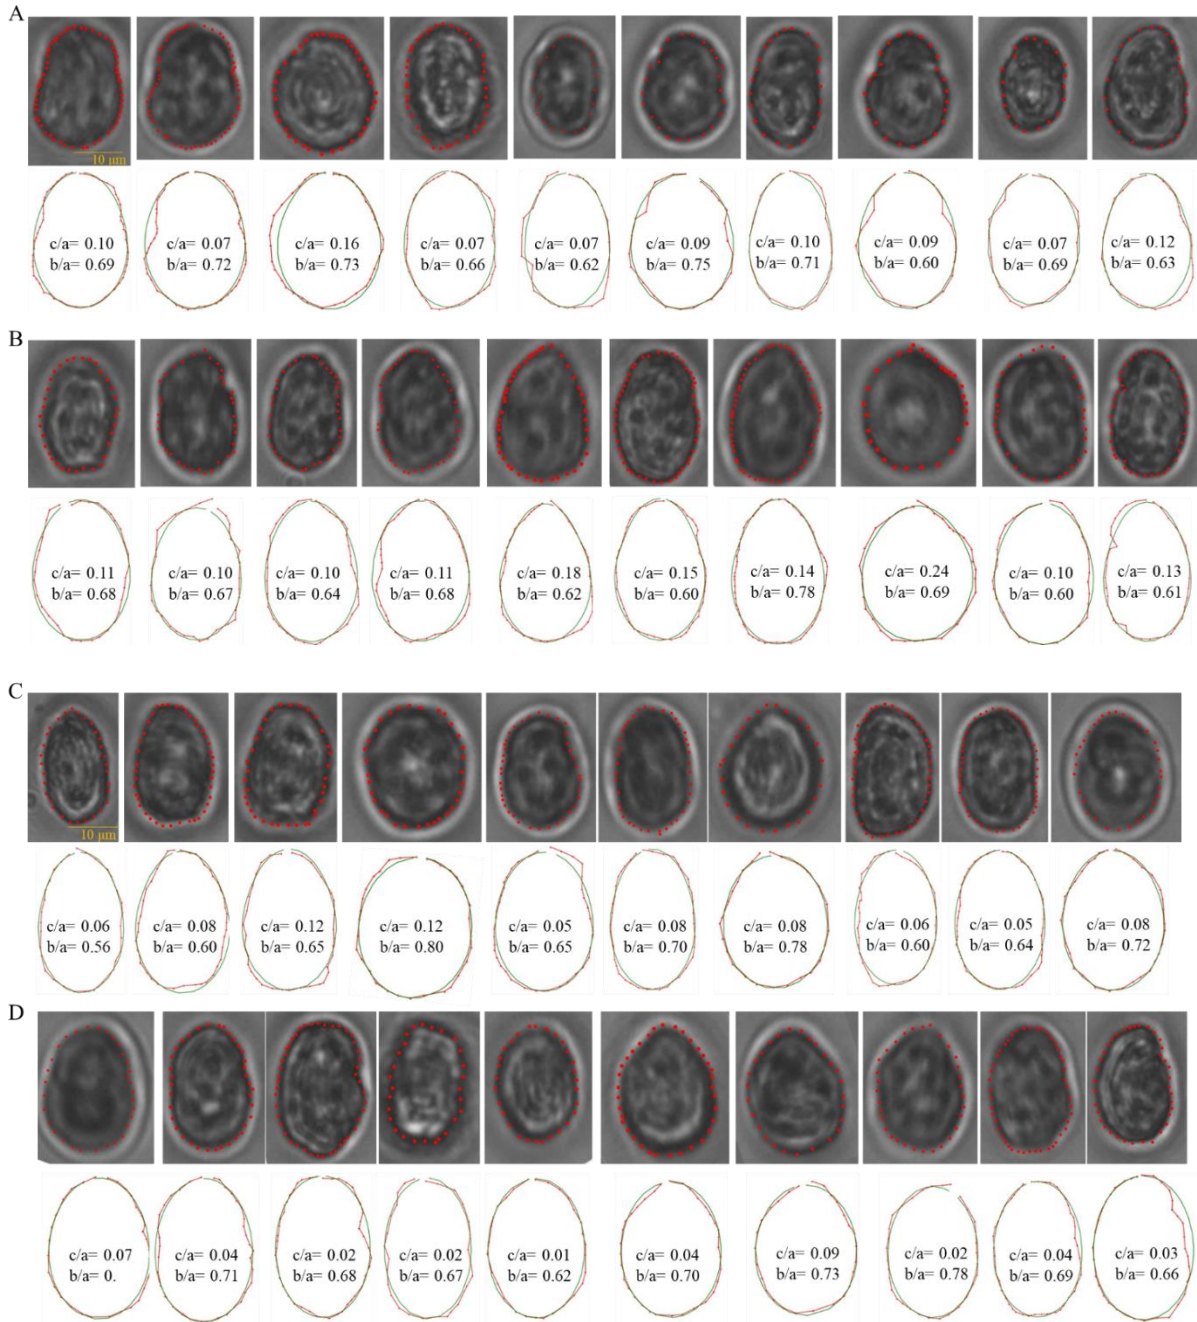 A
10 µm
c/a= 0.10
b/a= 0.69
c/a= 0.07
b/a= 0.72
c/a= 0.16
b/a= 0.73
c/a= 0.07
b/a= 0.66
c/a= 0.07
b/a= 0.62
c/a= 0.09
b/a= 0.75
c/a= 0.10
b/a= 0.71
c/a= 0.09
b/a= 0.60
c/a= 0.07
b/a= 0.69
c/a= 0.12
b/a= 0.63
B
c/a= 0.11
b/a= 0.68
c/a= 0.10
b/a= 0.67
c/a= 0.10
b/a= 0.64
c/a= 0.11
b/a= 0.68
c/a= 0.18
b/a= 0.62
c/a= 0.15
b/a= 0.60
c/a= 0.14
b/a= 0.78
c/a= 0.24
b/a= 0.69
c/a= 0.10
b/a= 0.60
c/a= 0.13
b/a= 0.61
C
10 µm
c/a= 0.06
b/a= 0.56
c/a= 0.08
b/a= 0.60
c/a= 0.12
b/a= 0.65
c/a= 0.12
b/a= 0.80
c/a= 0.05
b/a= 0.65
c/a= 0.08
b/a= 0.70
c/a= 0.08
b/a= 0.78
c/a= 0.06
b/a= 0.60
c/a= 0.05
b/a= 0.64
c/a= 0.08
b/a= 0.72
D
c/a= 0.07
b/a= 0.
c/a= 0.04
b/a= 0.71
c/a= 0.02
b/a= 0.68
c/a= 0.02
b/a= 0.67
c/a= 0.01
b/a= 0.62
c/a= 0.04
b/a= 0.70
c/a= 0.09
b/a= 0.73
c/a= 0.02
b/a= 0.78
c/a= 0.04
b/a= 0.69
c/a= 0.03
b/a= 0.66